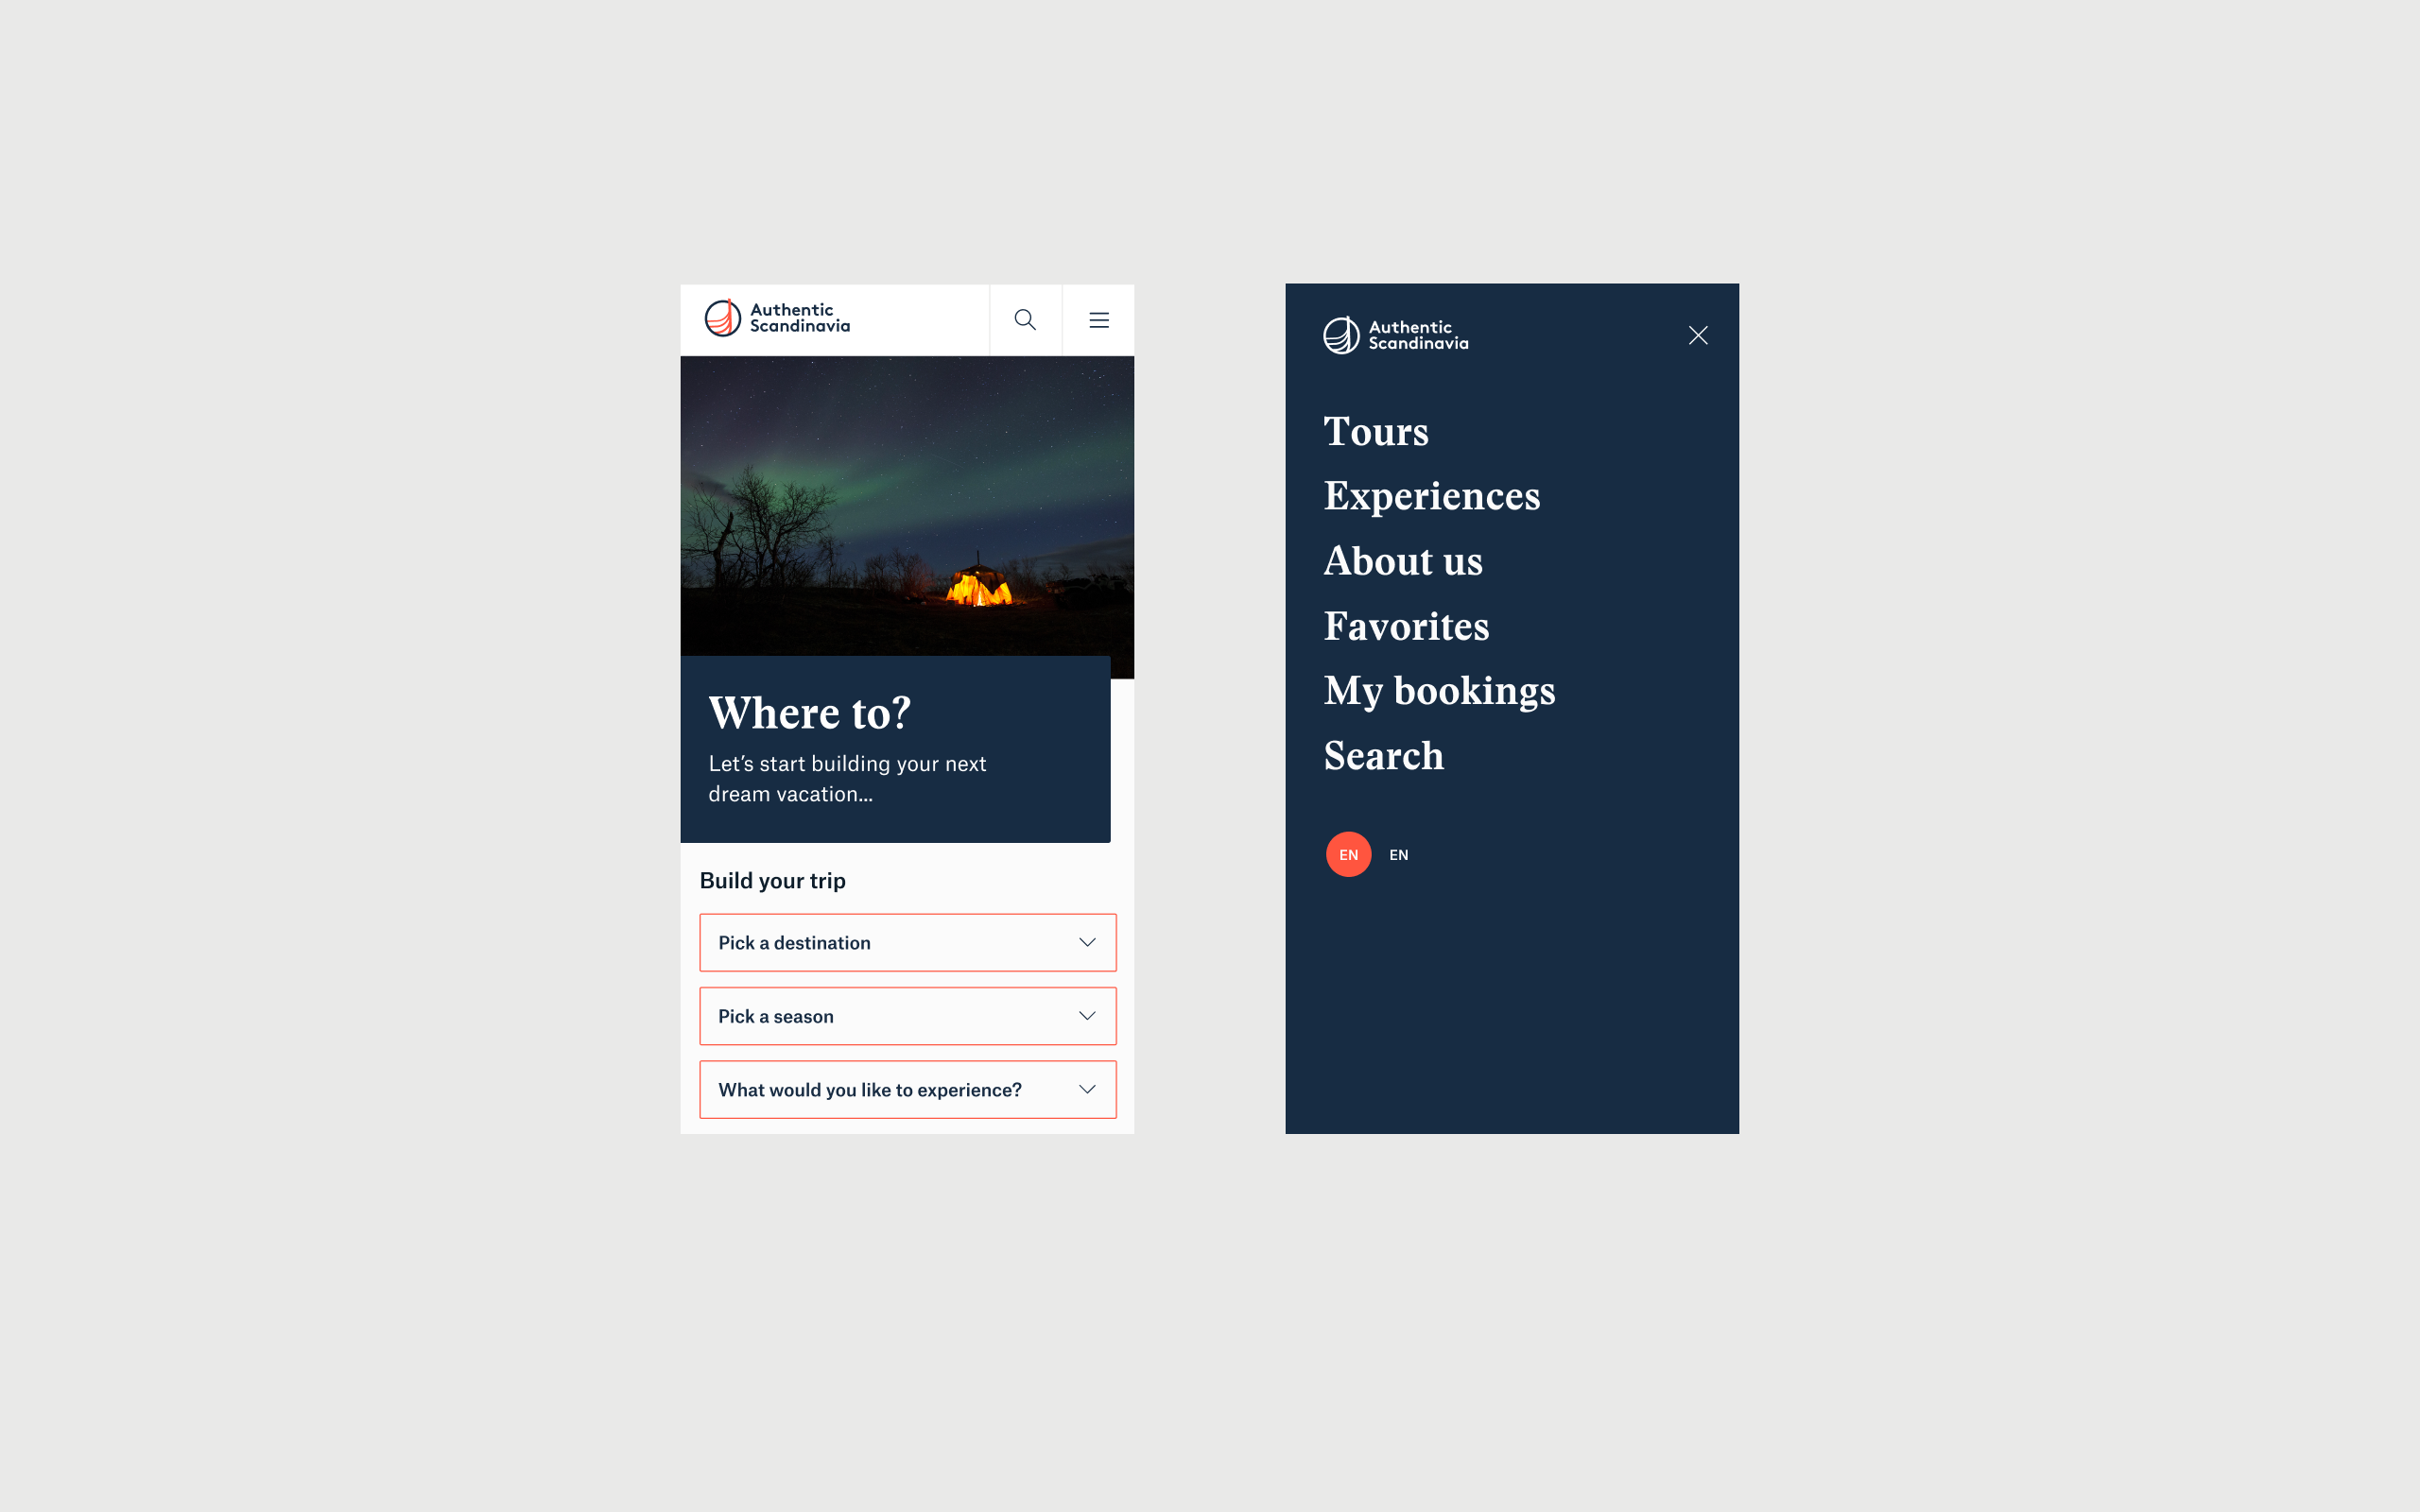 Authentic
Scandinavia
Where to?
Let’s start building your next
dream vacation...
Build your trip
Pick a destination
Pick a season
What would you like to experience?
Authentic
Scandinavia
Tours
Experiences
About us
Favorites
My bookings
Search
EN EN